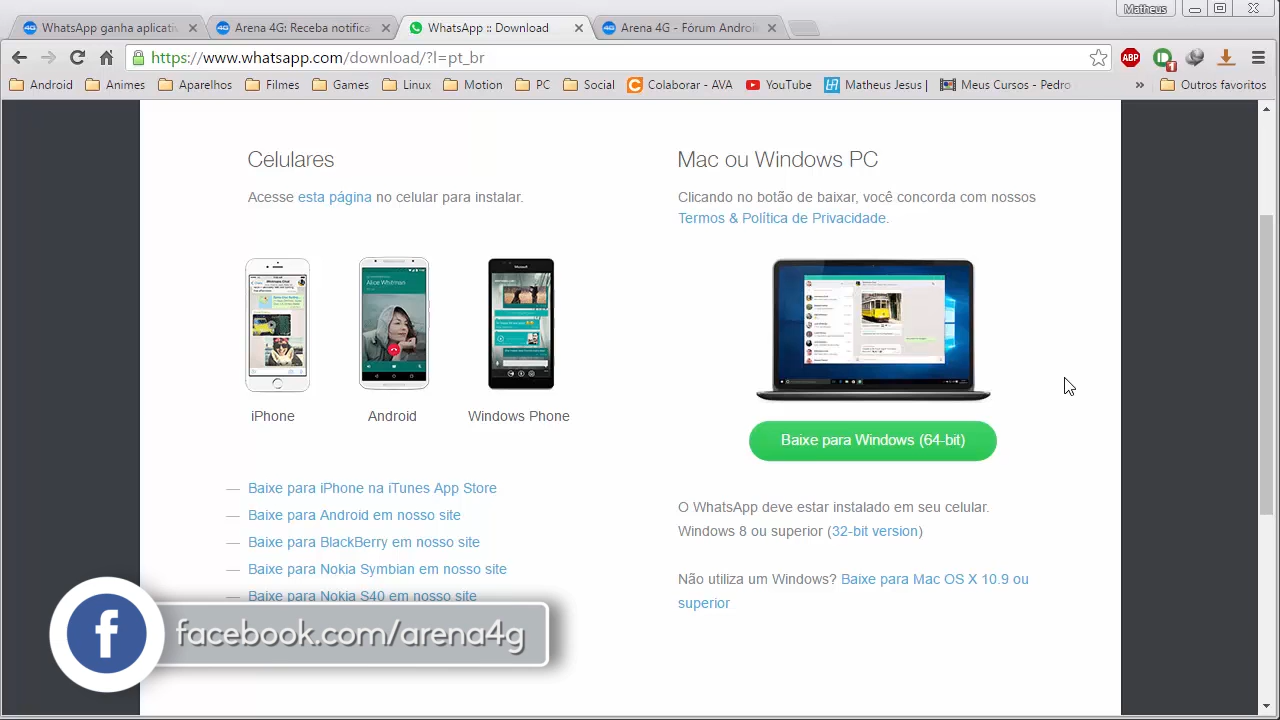 Matheus
WhatsApp ganha aplicativ
Arena 4G: Receba notifica
WhatsApp :: Download
Arena 4G - Fórum Androi
https://www.whatsapp.com/download/?l=pt_br
ABP
1
Android
Animes
Aparelhos
Filmes
Games
Linux
Motion
PC
Social
Colaborar - AVA
YouTube
Matheus Jesus |
Meus Cursos - Pedro
»
Outros favoritos
Celulares
Acesse esta página no celular para instalar.
iPhone
Android
Windows Phone
— Baixe para iPhone na iTunes App Store
— Baixe para Android em nosso site
— Baixe para BlackBerry em nosso site
— Baixe para Nokia Symbian em nosso site
Baixe para Nokia S40 em nosso site
Mac ou Windows PC
Clicando no botão de baixar, você concorda com nossos
Termos & Política de Privacidade.
Baixe para Windows (64-bit)
O WhatsApp deve estar instalado em seu celular.
Windows 8 ou superior (32-bit version)
Não utiliza um Windows? Baixe para Mac OS X 10.9 ou
superior
f
facebook.com/arena4g